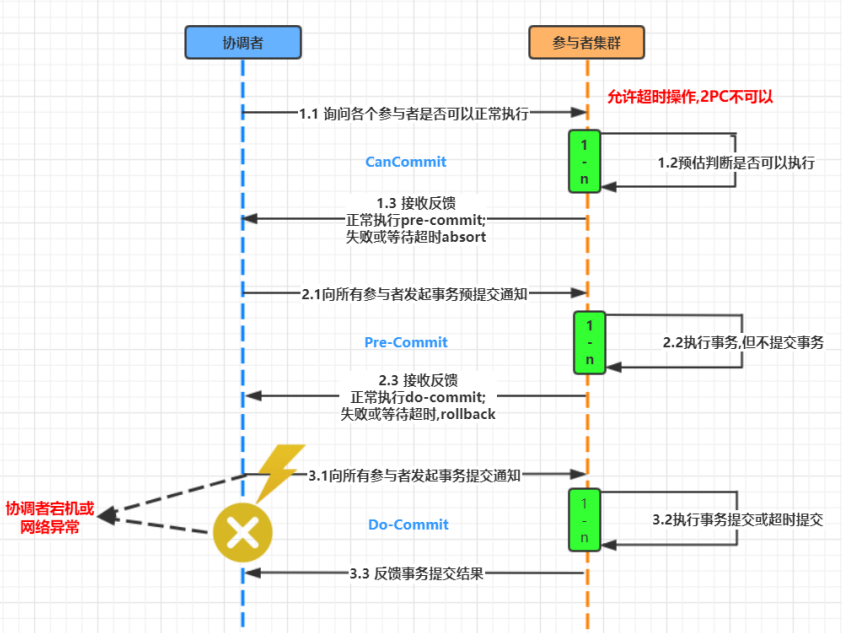 协调者
参与者集群
允许超时操作,2PC不可以
1.1 询问各个参与者是否可以正常执行
CanCommit
1
-
n
1.2预估判断是否可以执行
1.3 接收反馈
正常执行pre-commit;
失败或等待超时absort
2.1向所有参与者发起事务预提交通知
Pre-Commit
1
-
n
2.2执行事务,但不提交事务
2.3 接收反馈
正常执行do-commit;
失败或等待超时,rollback
3.1向所有参与者发起事务提交通知
协调者宕机或
网络异常
Do-Commit
1
-
n
3.2执行事务提交或超时提交
3.3 反馈事务提交结果